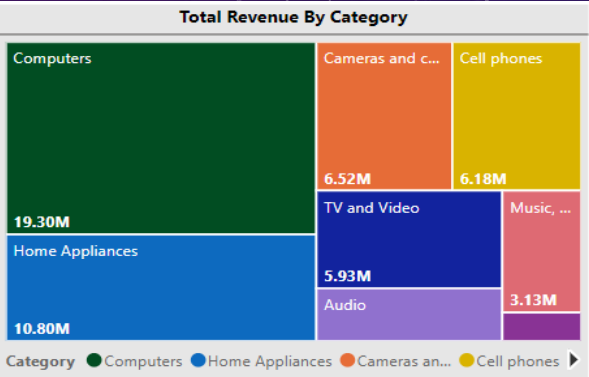 Total Revenue By Category
Computers
19.30M
Home Appliances
10.80M
Cameras and c...
6.52M
Cell phones
6.18M
TV and Video
5.93M
Audio
Music, ...
3.13M
Category Computers Home Appliances Cameras an... Cell phones